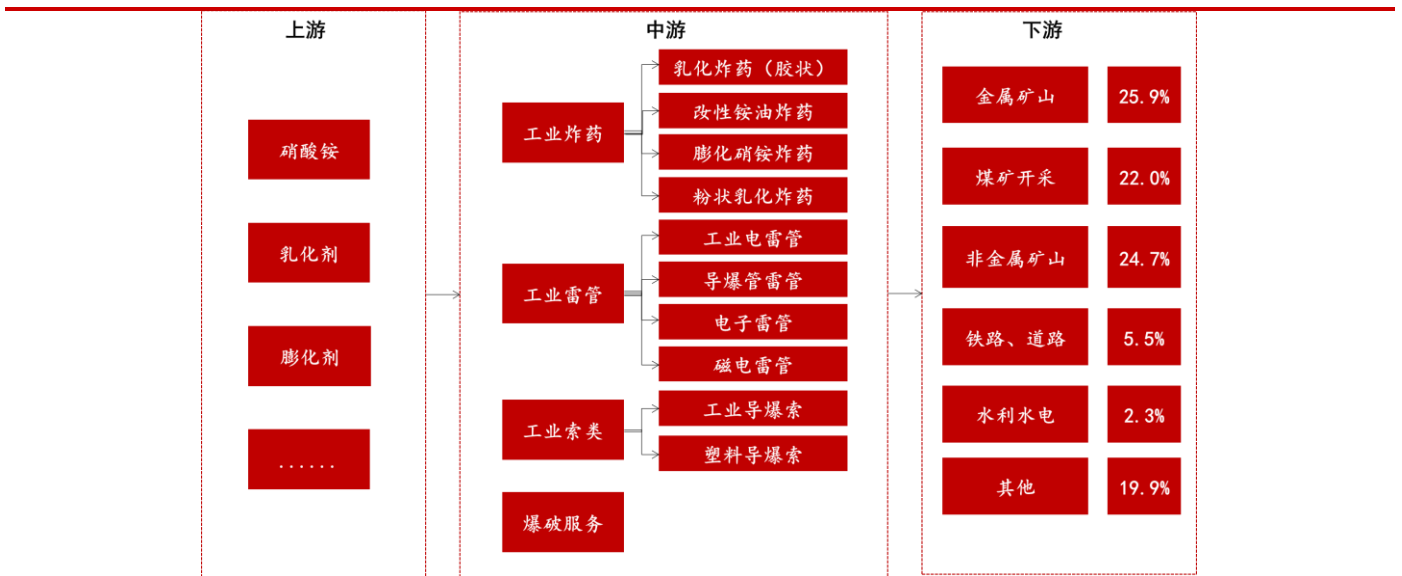 上游
硝酸铵
乳化剂
膨化剂
......
中游
工业炸药
乳化炸药（胶状）
改性铵油炸药
膨化硝铵炸药
粉状乳化炸药
工业雷管
工业电雷管
导爆管雷管
电子雷管
磁电雷管
工业索类
工业导爆索
塑料导爆索
爆破服务
下游
金属矿山 25.9%
煤矿开采 22.0%
非金属矿山 24.7%
铁路、道路 5.5%
水利水电 2.3%
其他 19.9%